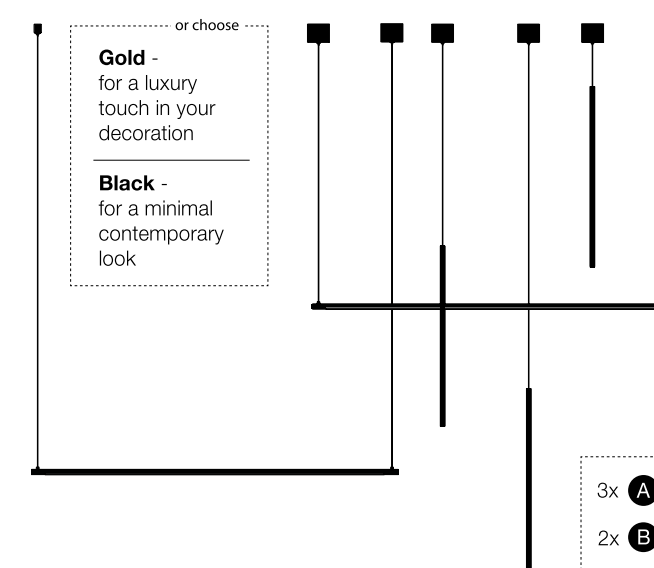 or choose
Gold -
for a luxury
touch in your
decoration
Black -
for a minimal
contemporary
look
3x A
2x B